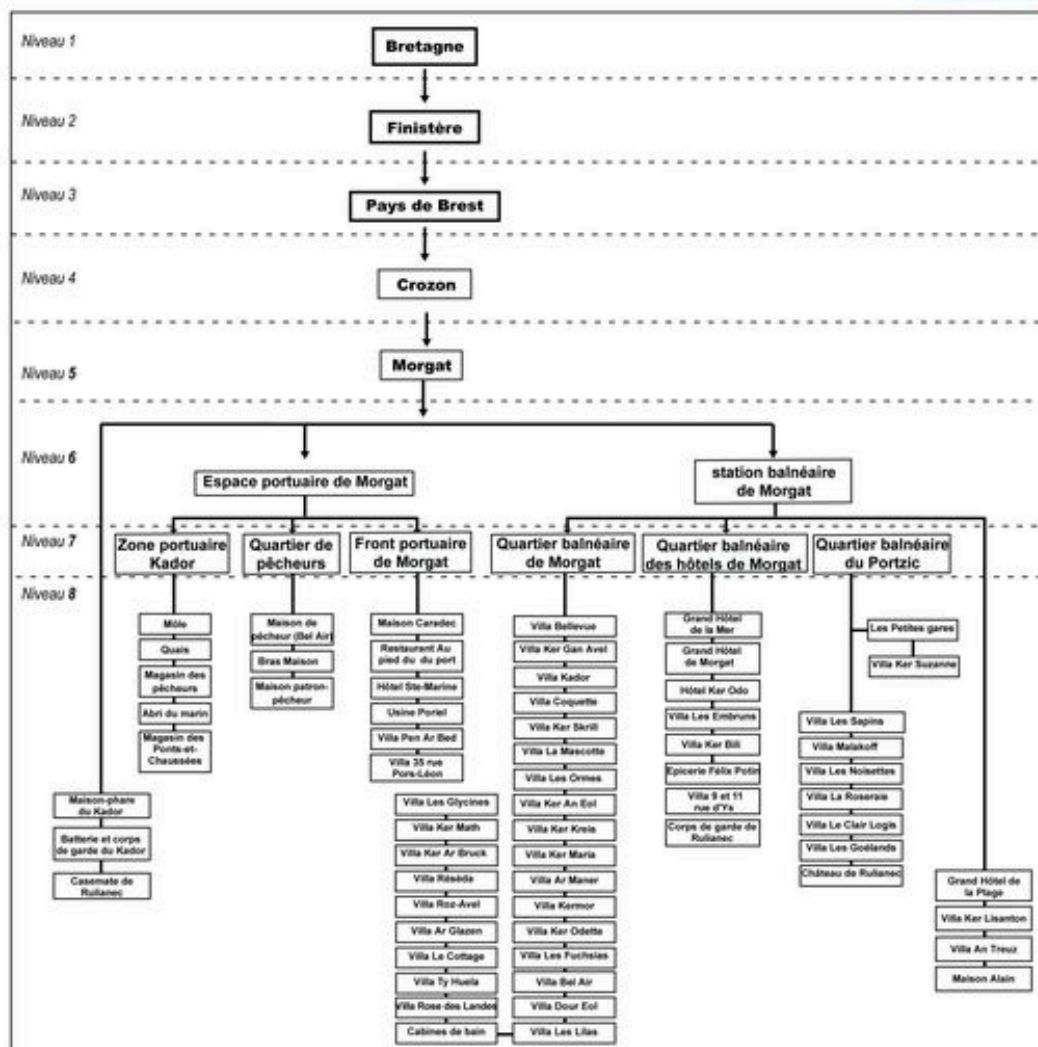 Niveau 1
Bretagne
Niveau 2
Finistère
Niveau 3
Pays de Brest
Niveau 4
Crozon
Niveau 5
Morgat
Niveau 6
Espace portuaire de Morgat
station balnéaire
de Morgat
Niveau 7
Zone portuaire
Kador
Quartier de
pêcheurs
Front portuaire
de Morgat
Quartier balnéaire
de Morgat
Quartier balnéaire
des hôtels de Morgat
Quartier balnéaire
du Portzic
Niveau 8
Môle
Quais
Magasin des
pêcheurs
Abri du marin
Magasin des
Ponts-et-
Chaussées
Maison-phare
du Kador
Batterie et corps
de garde du Kador
Casemate de
Rulianec
Maison de
pêcheur (Bel Air)
Bras Maison
Maison patron-
pêcheur
Maison Caradec
Restaurant Au
pied du du port
Hôtel Ste-Marine
Usine Poriel
Villa Pen Ar Bed
Villa 35 rue
Pors-Léon
Villa Bellevue
Villa Ker Gan Avel
Villa Kador
Villa Coquette
Villa Ker Skrill
Villa La Mascotte
Villa Les Ormes
Villa Ker An Eol
Villa Ker Kreis
Villa Ker Maria
Villa Ar Maner
Villa Kermor
Villa Ker Odette
Villa Les Fuchsias
Villa Bel Air
Villa Dour Eol
Villa Les Lilas
Villa Les Glycines
Villa Ker Math
Villa Ker Ar Bruck
Villa Réséda
Villa Roz-Avel
Villa Ar Glazen
Villa Le Cottage
Villa Ty Huela
Villa Rose des Landes
Cabines de bain
Grand Hôtel
de la Mer
Grand Hôtel
de Morgat
Hôtel Ker Odo
Villa Les Embruns
Villa Ker Bili
Epicerie Félix Potin
Villa 9 et 11
rue d'Ys
Corps de garde de
Rulianec
Les Petites gares
Villa Ker Suzanne
Villa Les Sapins
Villa Malakoff
Villa Les Noisettes
Villa La Roseraie
Villa Le Clair Logis
Villa Les Goélands
Château de Rulianec
Grand Hôtel de
la Plage
Villa Ker Lisanton
Villa An Treuz
Maison Alain